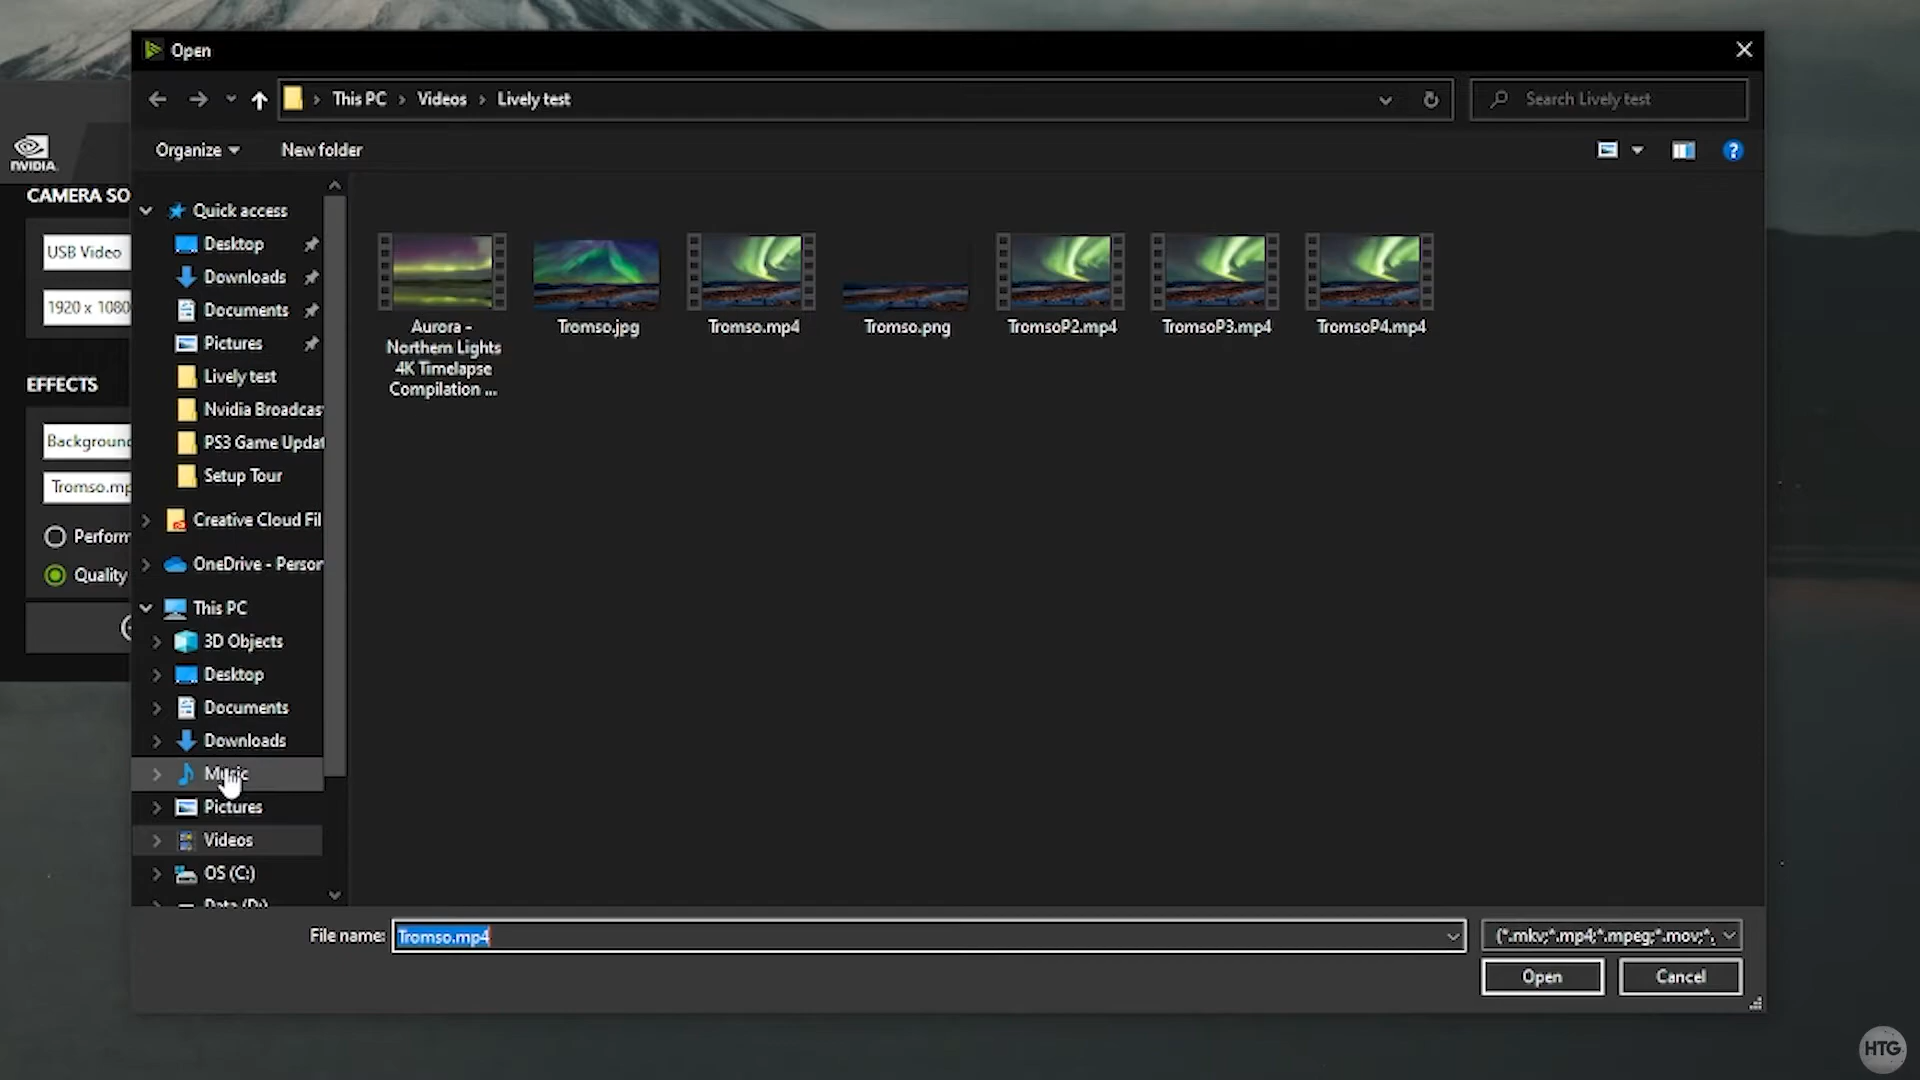 Open
This PC > Videos > Lively test
Search Lively test
Organize
New folder
NVIDIA.
CAMERA SO
USB Video
1920 x 1080
EFFECTS
Background
Tromso.mp
Perform
Quality
Quick access
Desktop
Downloads
Documents
Pictures
Lively test
Nvidia Broadcas
PS3 Game Updat
Setup Tour
Creative Cloud Fil
OneDrive - Person
This PC
3D Objects
Desktop
Documents
Downloads
Music
Pictures
Videos
OS (C:)
Data (D:)
Aurora -
Northern Lights
4K Timelapse
Compilation ...
Tromso.jpg
Tromso.mp4
Tromso.png
TromsoP2.mp4
TromsoP3.mp4
TromsoP4.mp4
File name:
Tromso.mp4
(*.mkv;*.mp4;*.mpeg;*.mov;*.
Open
Cancel
HTG